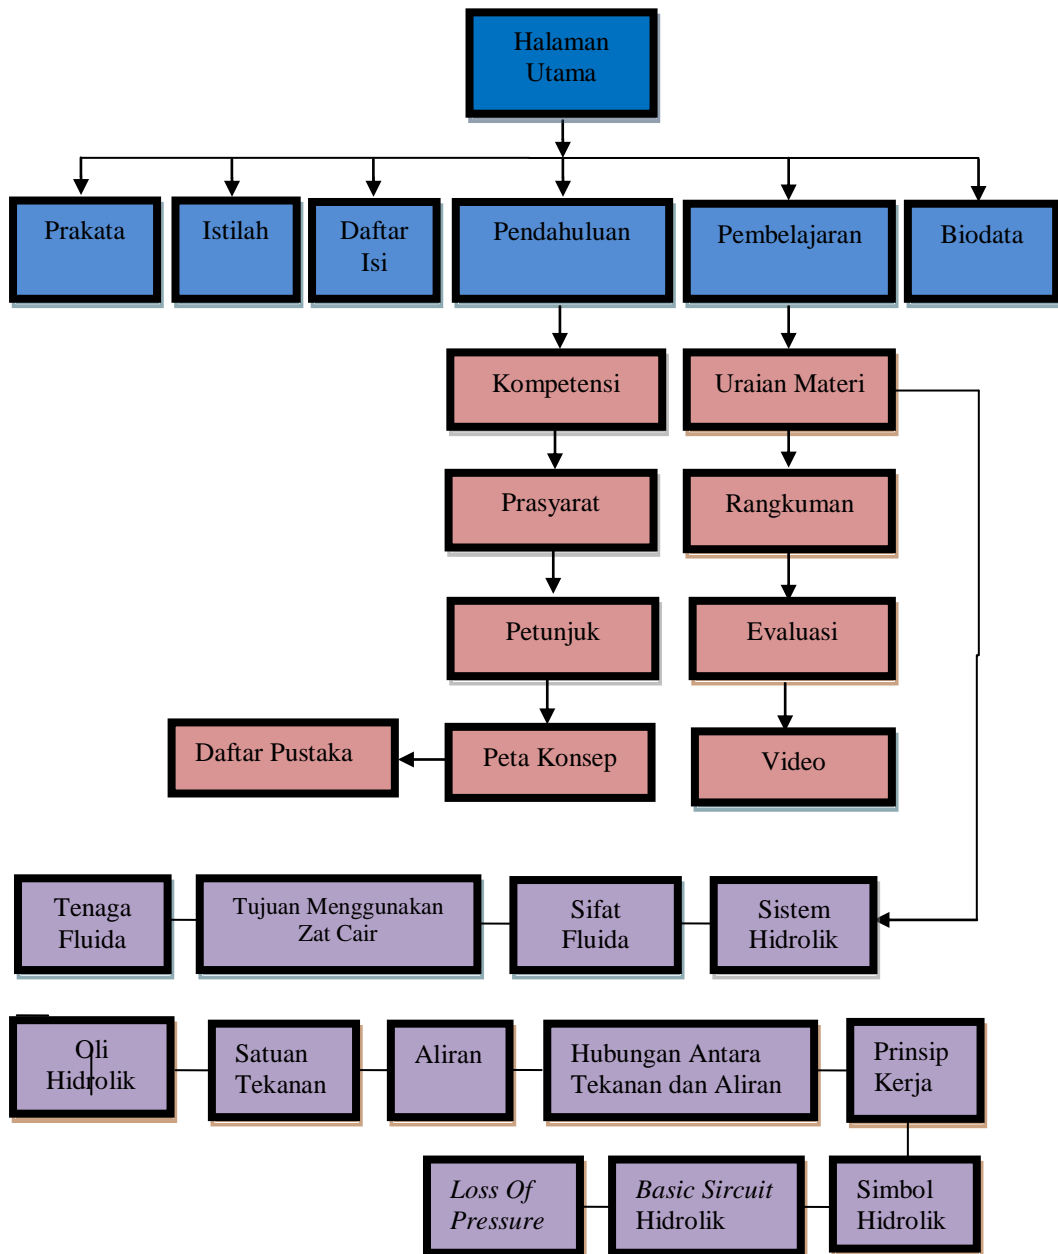 Halaman
Utama
Prakata
Istilah
Daftar
Isi
Pendahuluan
Pembelajaran
Biodata
Kompetensi
Uraian Materi
Prasyarat
Rangkuman
Petunjuk
Evaluasi
Daftar Pustaka
Peta Konsep
Video
Tenaga
Fluida
Tujuan Menggunakan
Zat Cair
Sifat
Fluida
Sistem
Hidrolik
Oli
Hidrolik
Satuan
Tekanan
Aliran
Hubungan Antara
Tekanan dan Aliran
Prinsip
Kerja
Loss Of
Pressure
Basic Sircuit
Hidrolik
Simbol
Hidrolik